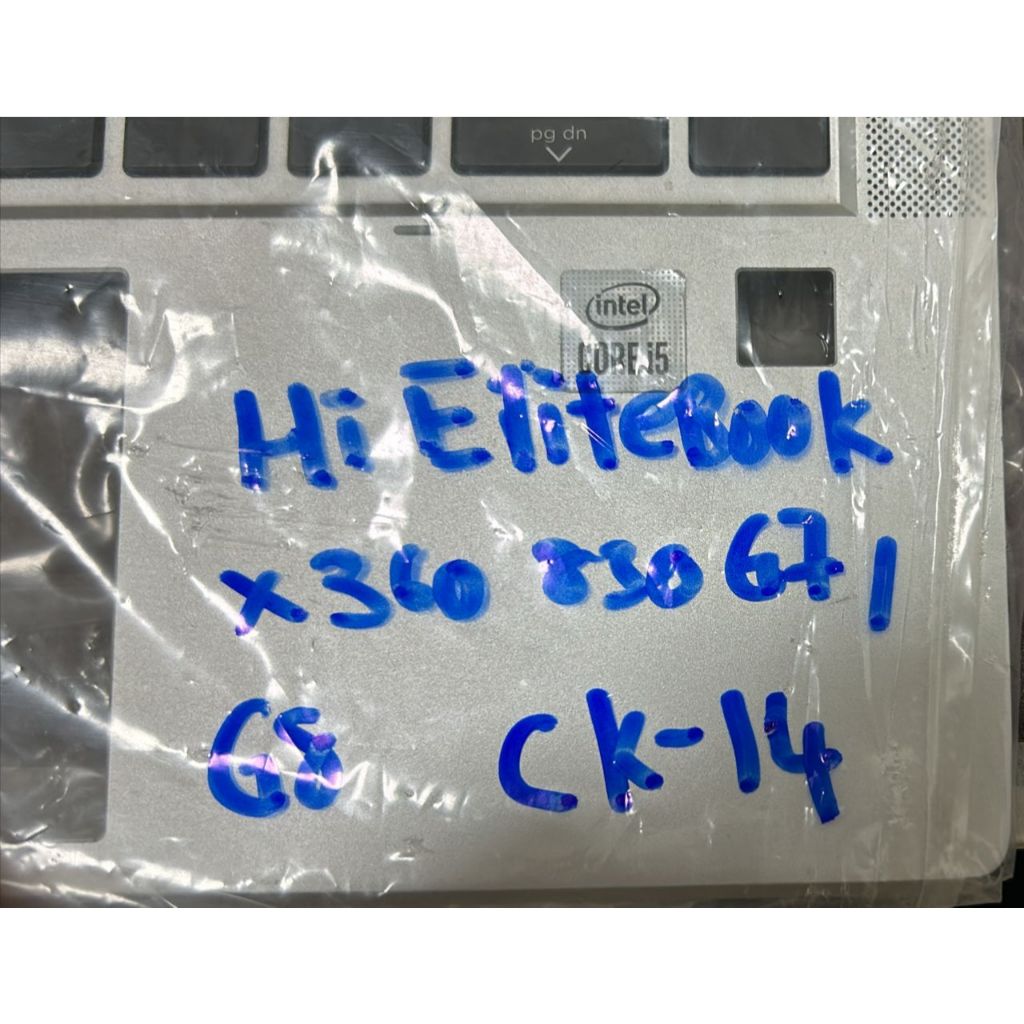 pg dn
intel
CORE i5
Hi EliteBook
x360 830 G7 /
G8 CK-14